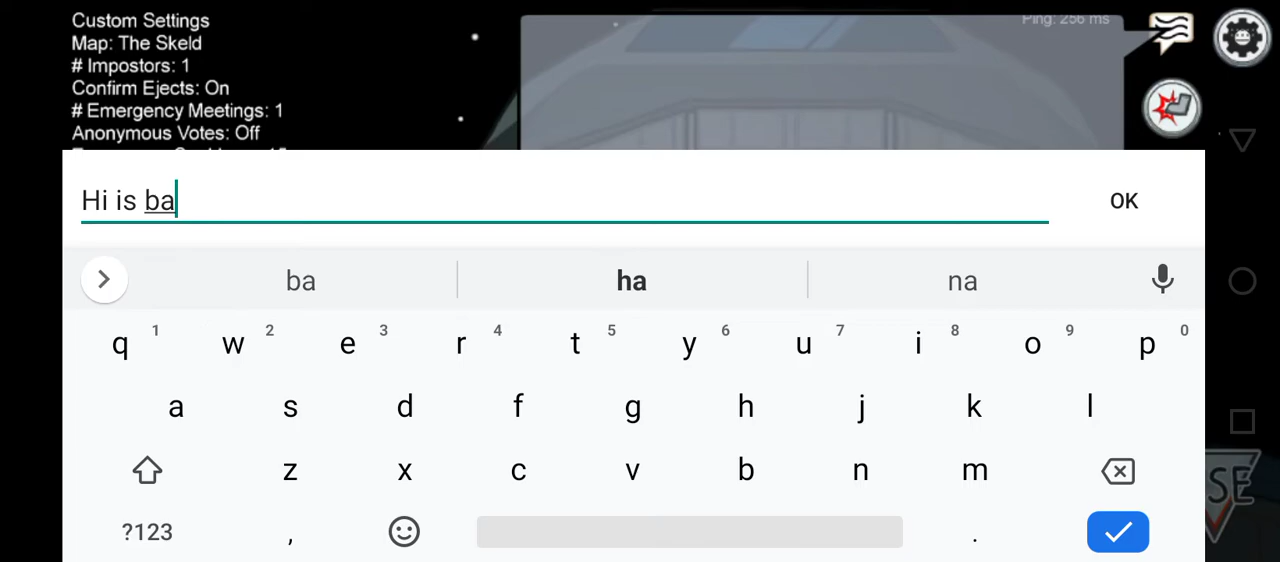 Custom Settings
Map: The Skeld
# Impostors: 1
Confirm Ejects: On
# Emergency Meetings: 1
Anonymous Votes: Off
Ping: 256 ms
Hi is ba
OK
ba ha na
q 1 w 2 e 3 r 4 t 5 y 6 u 7 i 8 o 9 p 0
a s d f g h j k l
z x c v b n m
?123 , .